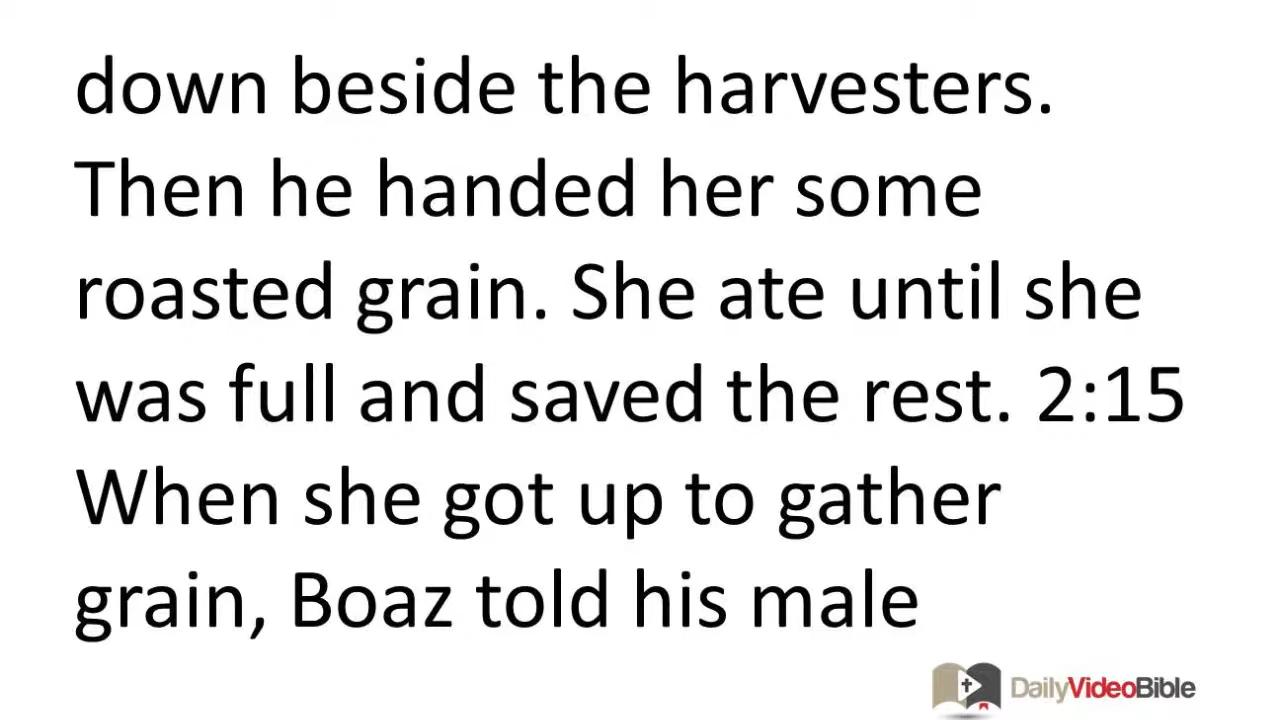 down beside the harvesters.
Then he handed her some
roasted grain. She ate until she
was full and saved the rest. 2:15
When she got up to gather
grain, Boaz told his male
DailyVideoBible